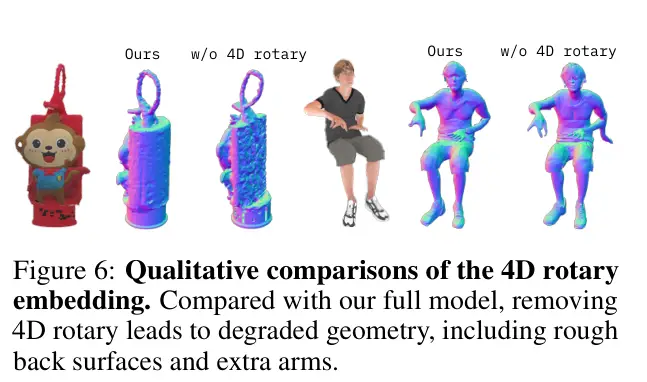 Ours w/o 4D rotary Ours w/o 4D rotary
Figure 6: Qualitative comparisons of the 4D rotary
embedding. Compared with our full model, removing
4D rotary leads to degraded geometry, including rough
back surfaces and extra arms.